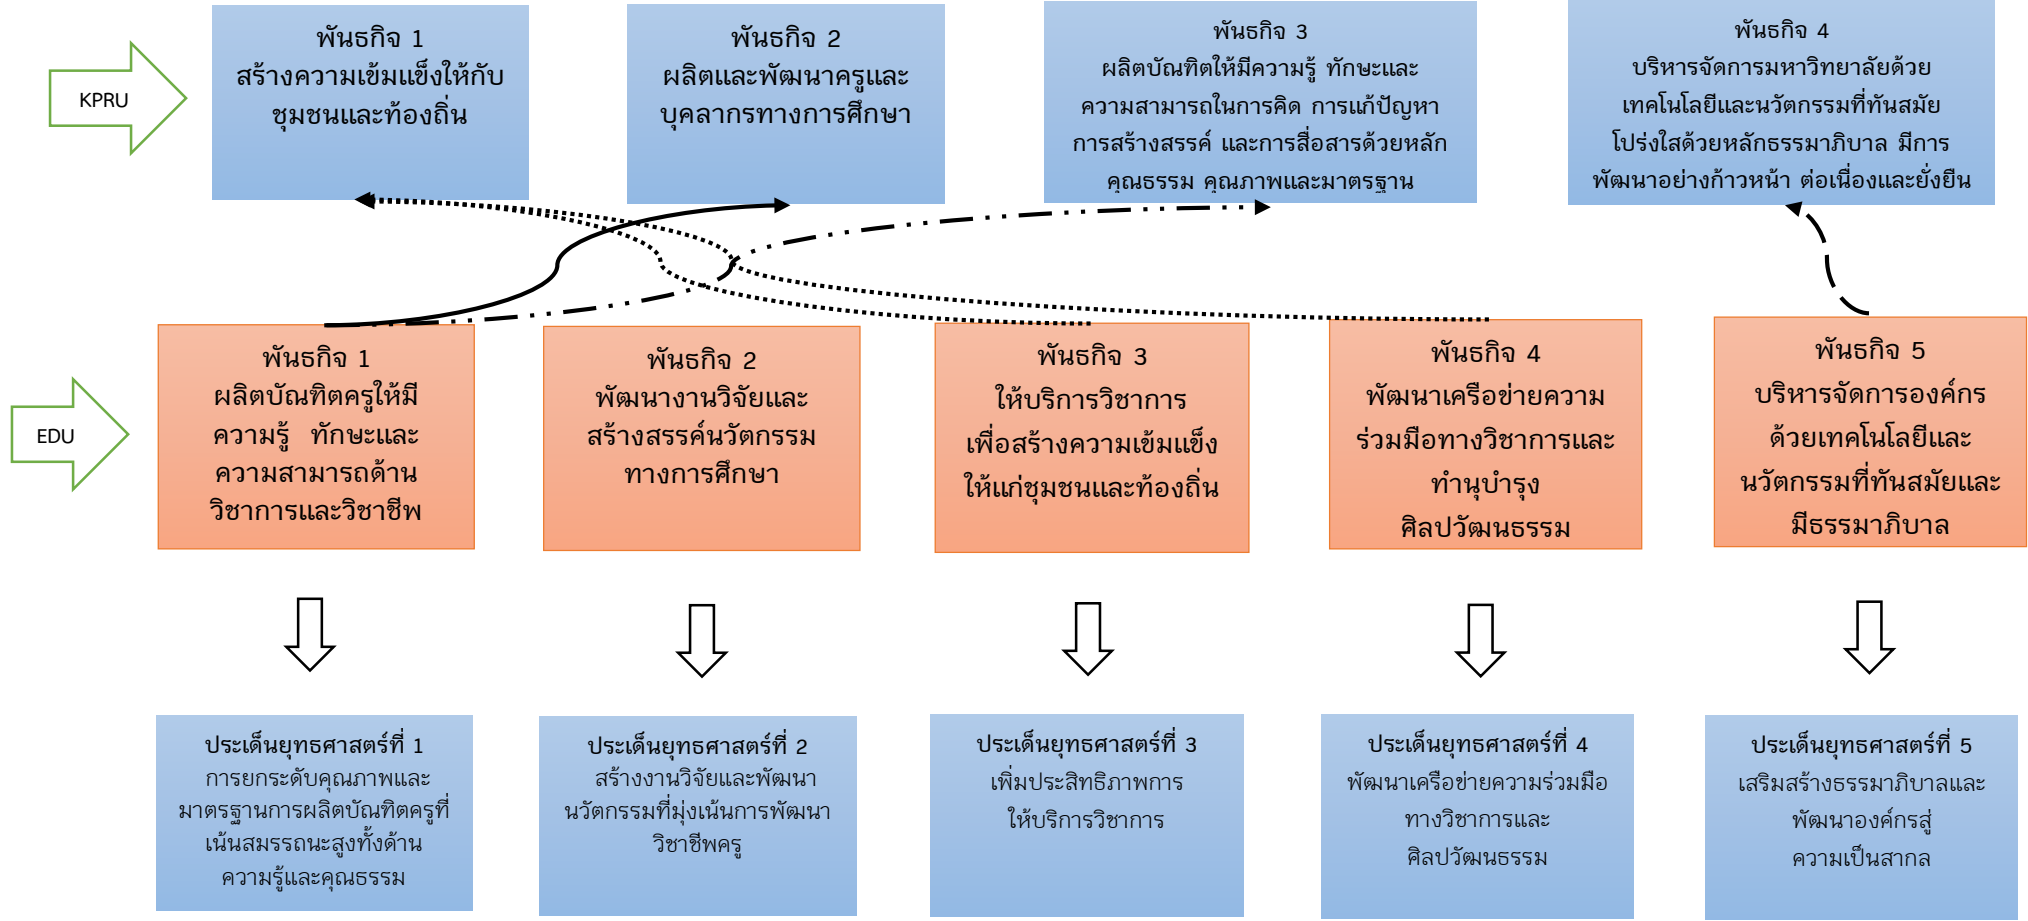 KPRU
พันธกิจ 1
สร้างความเข้มแข็งให้กับ
ชุมชนและท้องถิ่น
พันธกิจ 2
ผลิตและพัฒนาครูและ
บุคลากรทางการศึกษา
พันธกิจ 3
ผลิตบัณฑิตให้มีความรู้ ทักษะและ
ความสามารถในการคิด การแก้ปัญหา
การสร้างสรรค์ และการสื่อสารด้วยหลัก
คุณธรรม คุณภาพและมาตรฐาน
พันธกิจ 4
บริหารจัดการมหาวิทยาลัยด้วย
เทคโนโลยีและนวัตกรรมที่ทันสมัย
โปร่งใสด้วยหลักธรรมาภิบาล มีการ
พัฒนาอย่างก้าวหน้า ต่อเนื่องและยั่งยืน
EDU
พันธกิจ 1
ผลิตบัณฑิตครูให้มี
ความรู้ ทักษะและ
ความสามารถด้าน
วิชาการและวิชาชีพ
พันธกิจ 2
พัฒนางานวิจัยและ
สร้างสรรค์นวัตกรรม
ทางการศึกษา
พันธกิจ 3
ให้บริการวิชาการ
เพื่อสร้างความเข้มแข็ง
ให้แก่ชุมชนและท้องถิ่น
พันธกิจ 4
พัฒนาเครือข่ายความ
ร่วมมือทางวิชาการและ
ทำนุบำรุง
ศิลปวัฒนธรรม
พันธกิจ 5
บริหารจัดการองค์กร
ด้วยเทคโนโลยีและ
นวัตกรรมที่ทันสมัยและ
มีธรรมาภิบาล
ประเด็นยุทธศาสตร์ที่ 1
การยกระดับคุณภาพและ
มาตรฐานการผลิตบัณฑิตครูที่
เน้นสมรรถนะสูงทั้งด้าน
ความรู้และคุณธรรม
ประเด็นยุทธศาสตร์ที่ 2
สร้างงานวิจัยและพัฒนา
นวัตกรรมที่มุ่งเน้นการพัฒนา
วิชาชีพครู
ประเด็นยุทธศาสตร์ที่ 3
เพิ่มประสิทธิภาพการ
ให้บริการวิชาการ
ประเด็นยุทธศาสตร์ที่ 4
พัฒนาเครือข่ายความร่วมมือ
ทางวิชาการและ
ศิลปวัฒนธรรม
ประเด็นยุทธศาสตร์ที่ 5
เสริมสร้างธรรมาภิบาลและ
พัฒนาองค์กรสู่
ความเป็นสากล